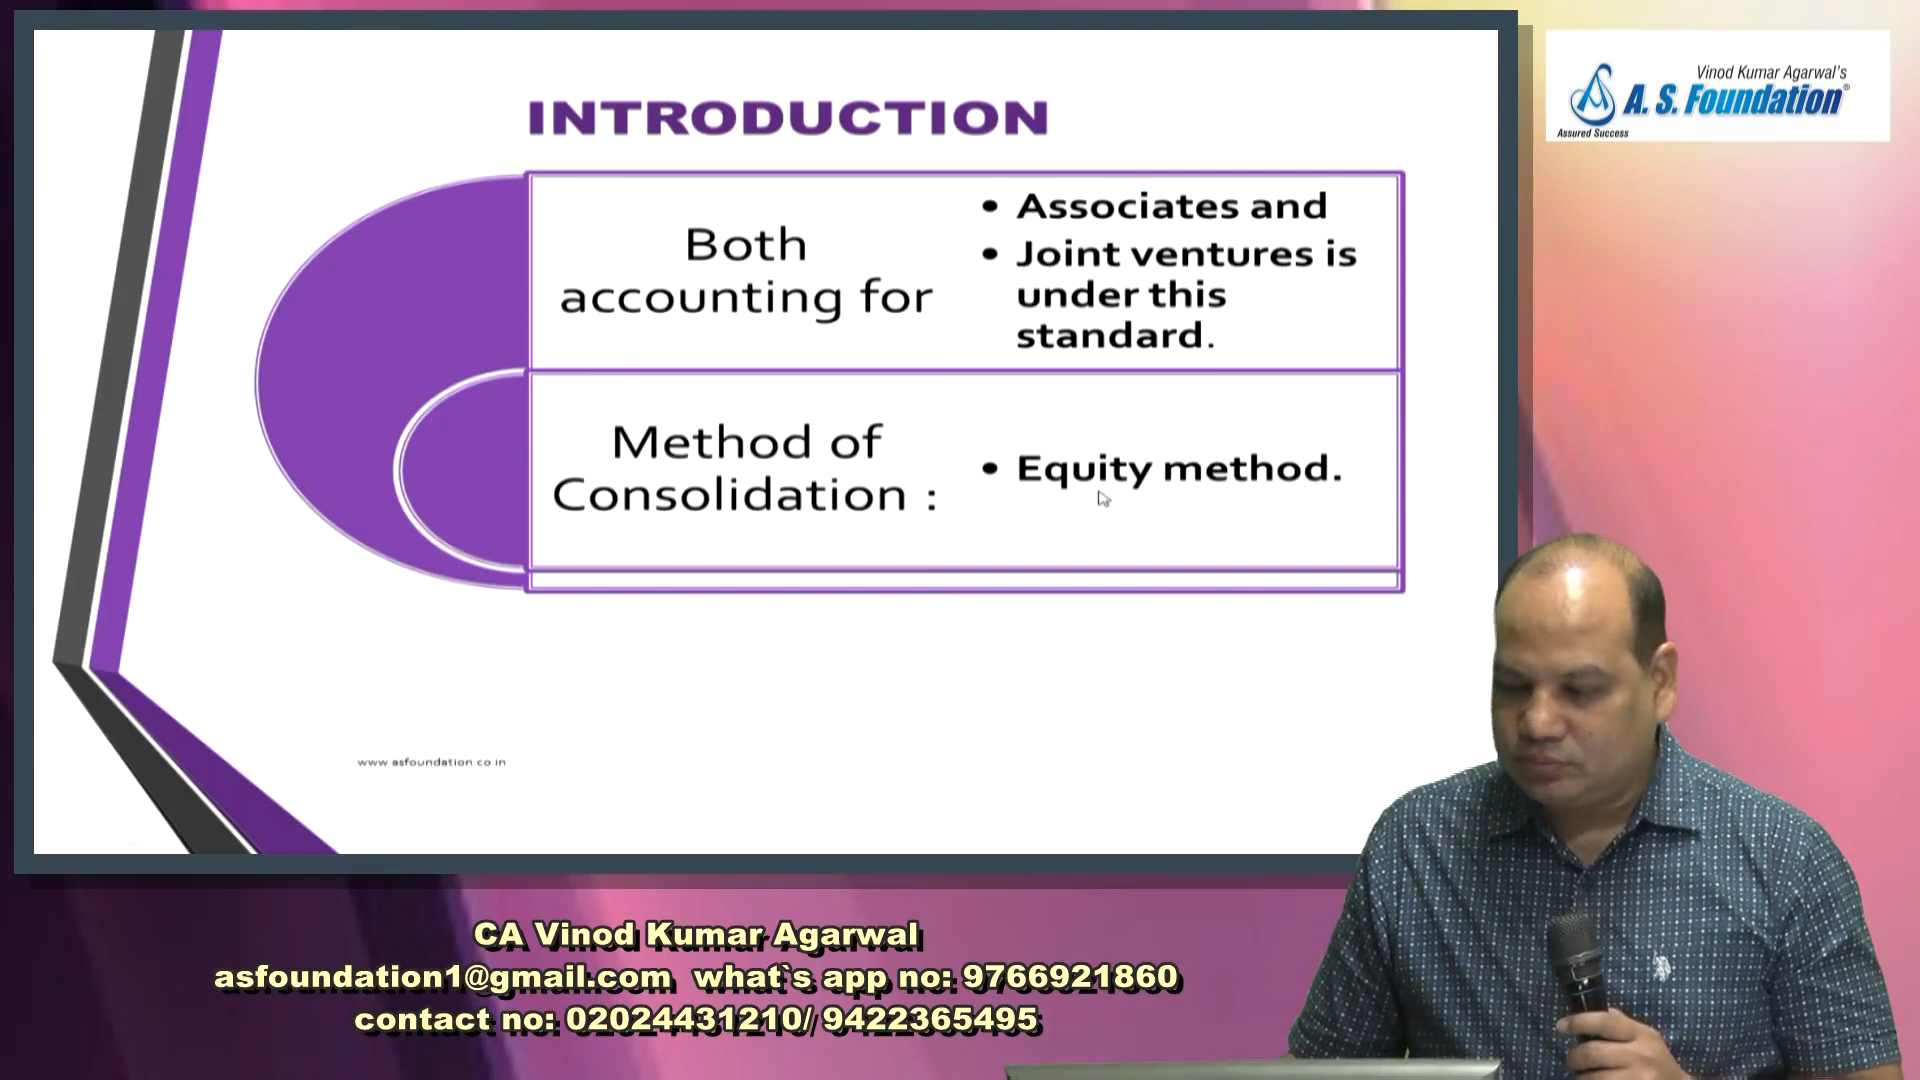 Vinod Kumar Agarwal's
A. S. Foundation®
Assured Success
INTRODUCTION
Both
accounting for
• Associates and
• Joint ventures is
under this
standard.
Method of
Consolidation :
• Equity method.
www asfoundation co in
CA Vinod Kumar Agarwal
asfoundation1@gmail.com what`s app no: 9766921860
contact no: 02024431210/ 9422365495